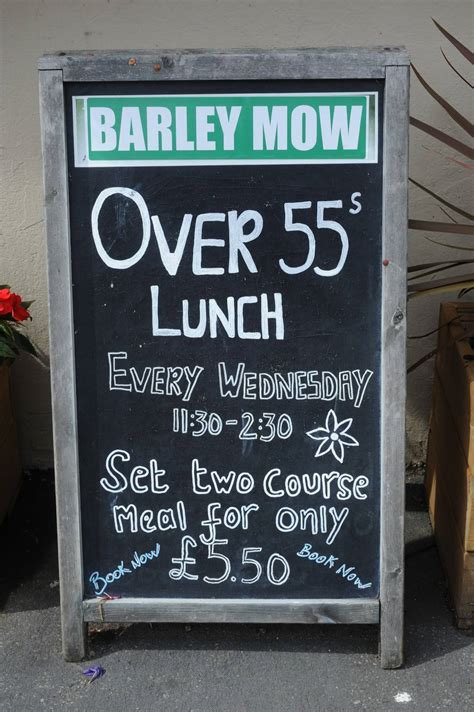 BARLEY MOW
OVER 55s
LUNCH
EVERY WEDNESDAY
11:30-2:30
Set two course
meal for only
£5.50
Book Now
Book Now